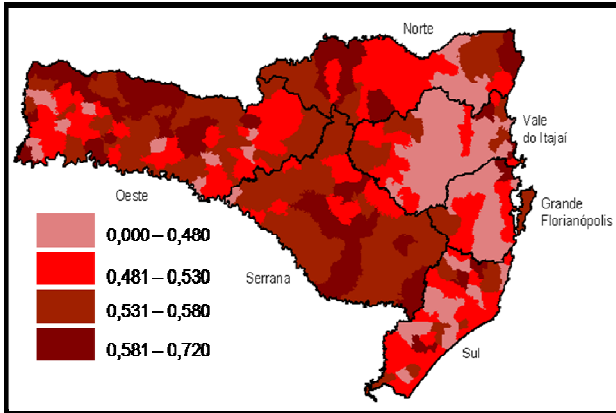 Norte
Vale
do Itajaí
Grande
Florianópolis
Oeste
Serrana
Sul
0,000 – 0,480
0,481 – 0,530
0,531 – 0,580
0,581 – 0,720